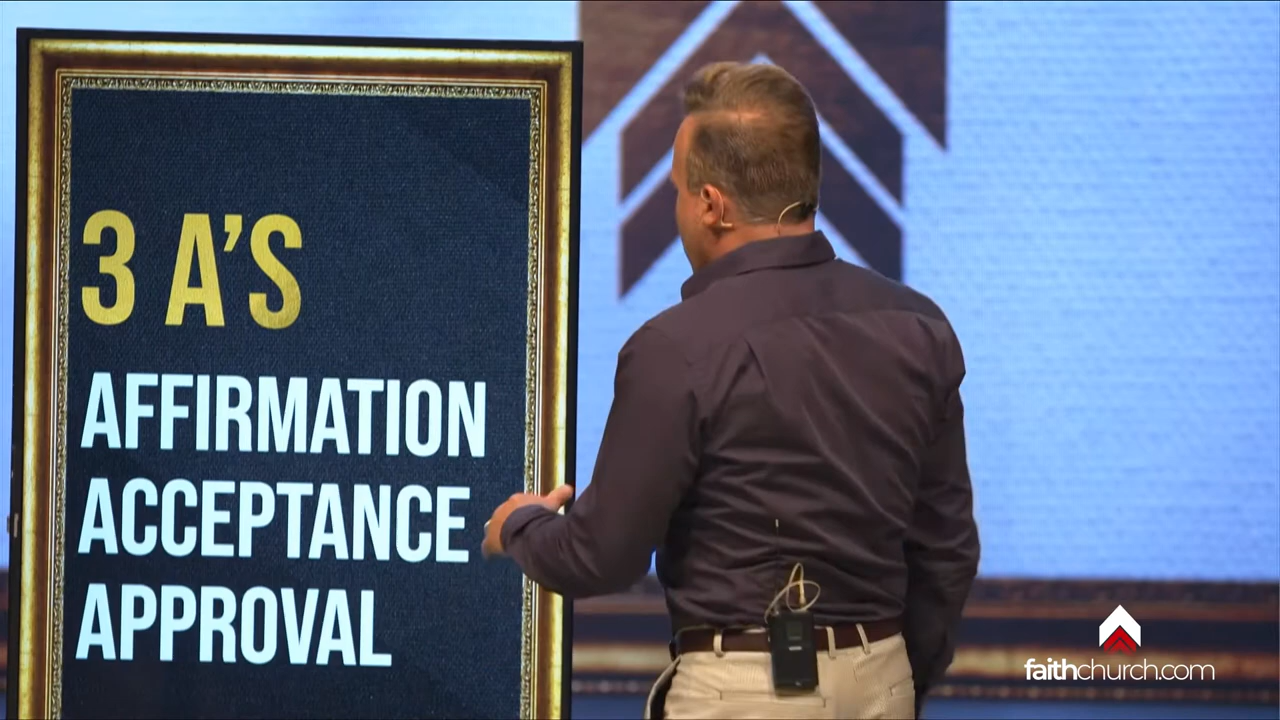 3 A'S
AFFIRMATION
ACCEPTANCE
APPROVAL
faithchurch.com